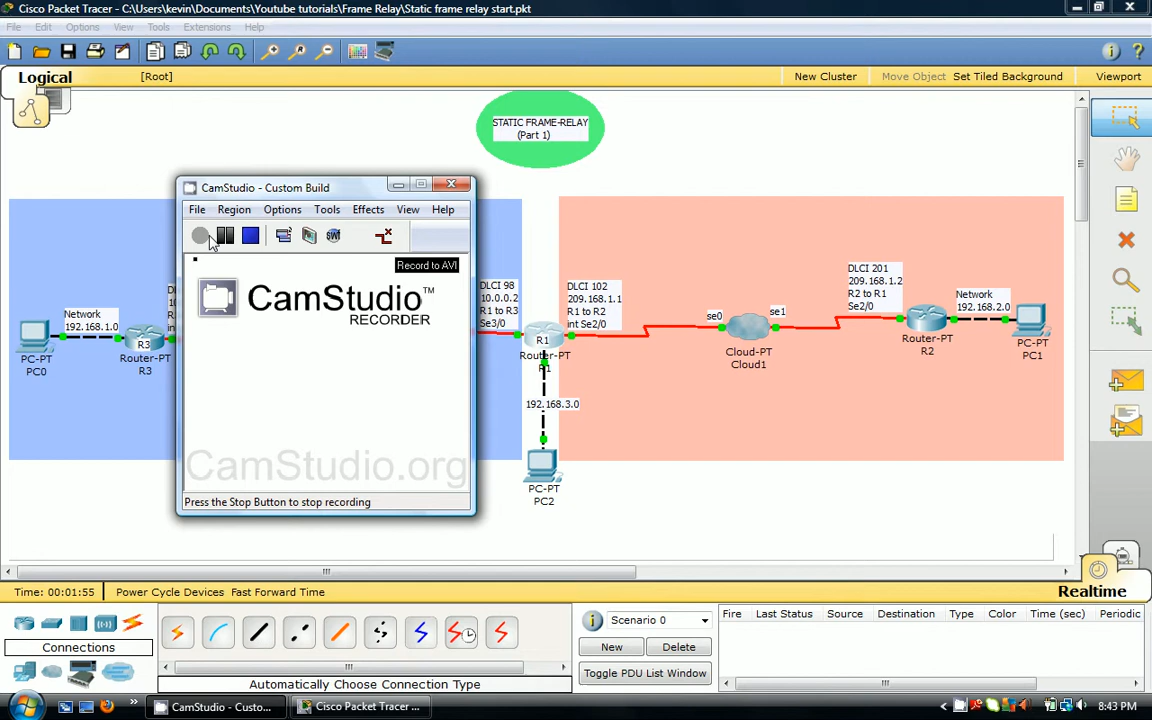 Cisco Packet Tracer - C:\Users\kevin\Documents\Youtube tutorials\Frame Relay\Static frame relay start.pkt
File Edit Options View Tools Extensions Help
Logical
[Root]
New Cluster
Move Object
Set Tiled Background
Viewport
STATIC FRAME-RELAY
(Part 1)
CamStudio - Custom Build
File Region Options Tools Effects View Help
Record to AVI
CamStudio™
RECORDER
CamStudio.org
Press the Stop Button to stop recording
Network
192.168.1.0
PC-PT
PC0
R3
Router-PT
R3
DLCI 98
10.0.0.2
R1 to R3
Se3/0
DLCI 102
209.168.1.1
R1 to R2
int Se2/0
R1
Router-PT
R1
192.168.3.0
PC-PT
PC2
se0
se1
Cloud-PT
Cloud1
DLCI 201
209.168.1.2
R2 to R1
Se2/0
Router-PT
R2
Network
192.168.2.0
PC-PT
PC1
Time: 00:01:55
Power Cycle Devices
Fast Forward Time
Realtime
Connections
Automatically Choose Connection Type
Scenario 0
New
Delete
Toggle PDU List Window
Fire
Last Status
Source
Destination
Type
Color
Time (sec)
Periodic
CamStudio - Custo...
Cisco Packet Tracer ...
8:43 PM